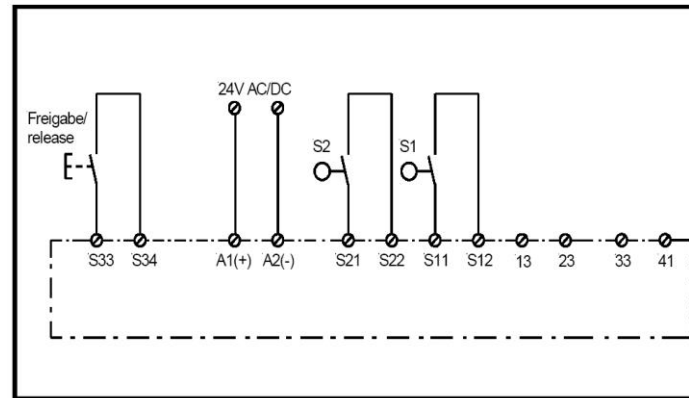 24V AC/DC
Freigabe/
release
S2
S1
S33 S34 A1(+) A2(-) S21 S22 S11 S12 13 23 33 41